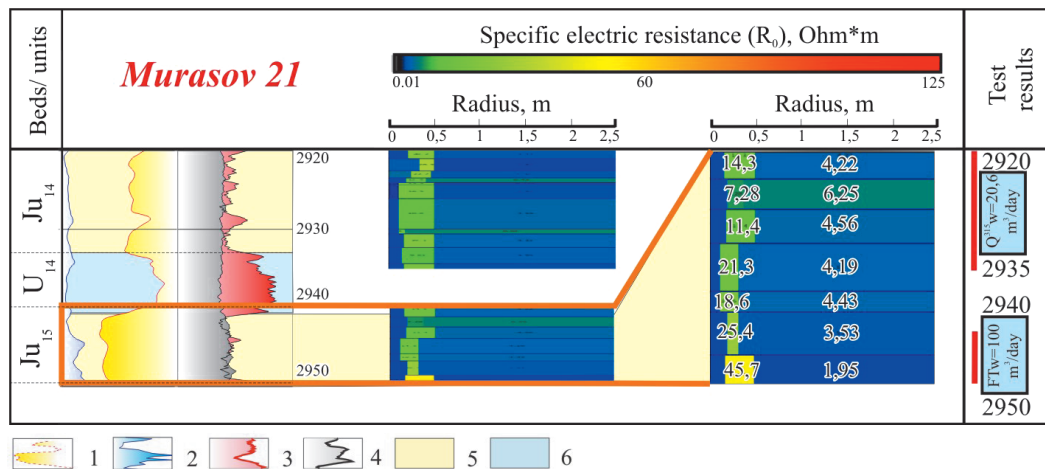 Beds/ units
Murasov 21
Specific electric resistance (R0), Ohm*m
0.01 60 125
Radius, m
0 0,5 1 1,5 2 2,5
Radius, m
0 0,5 1 1,5 2 2,5
Test
results
Ju14
U14
Ju15
2920
2930
2940
2950
14,3 4,22
7,28 6,25
11,4 4,56
21,3 4,19
18,6 4,43
25,4 3,53
45,7 1,95
2920
Q315w=20,6
m3/day
2935
2940
FTw=100
m3/day
2950
1 2 3 4 5 6